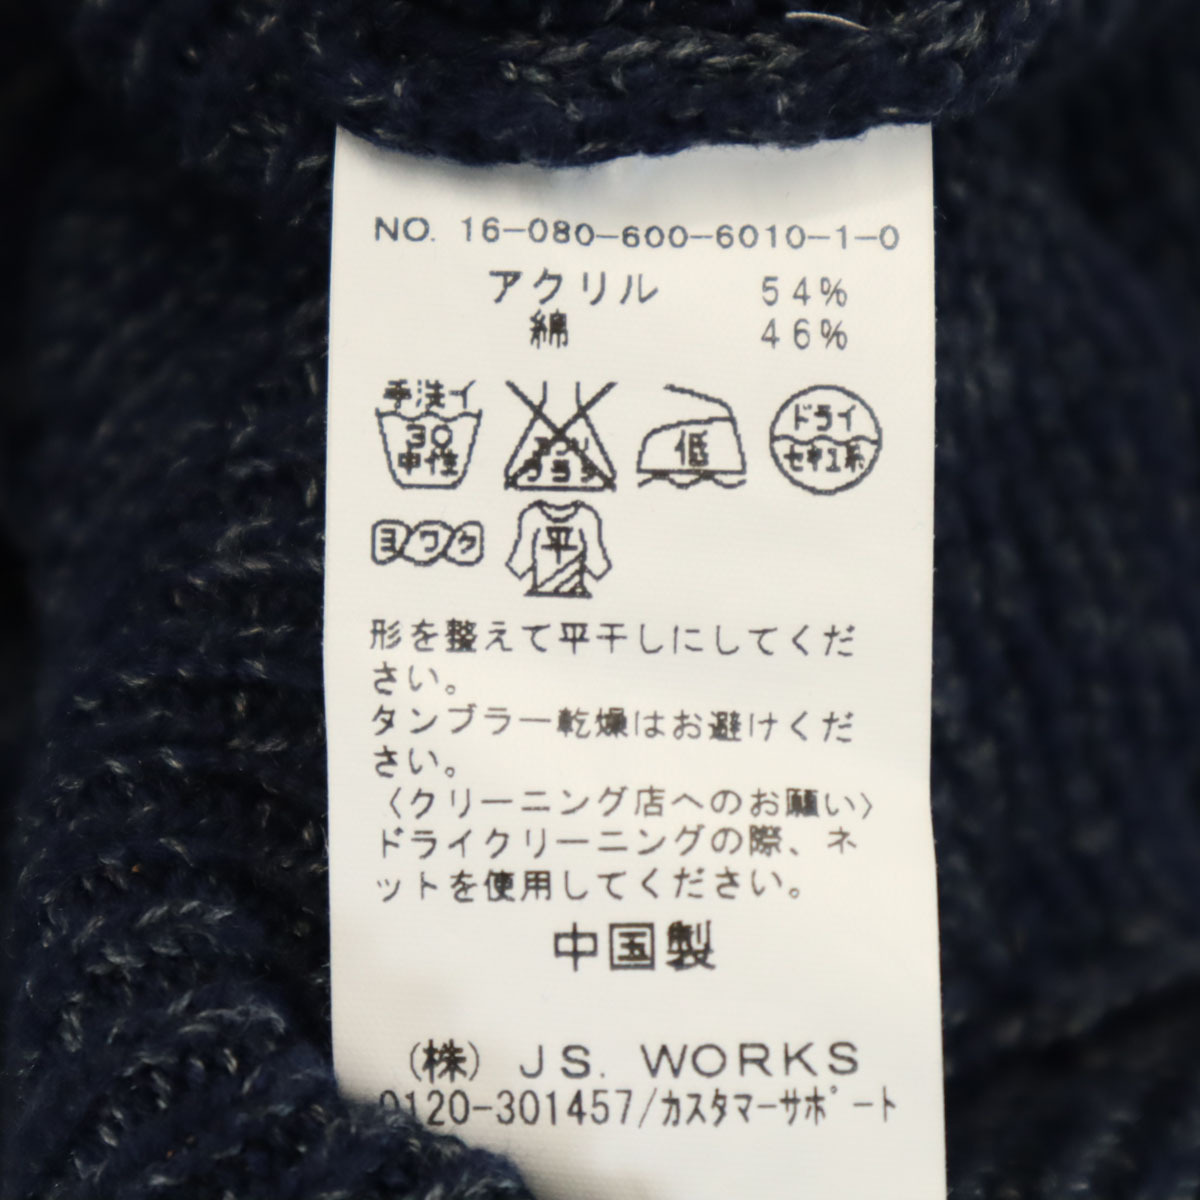 NO. 16-080-600-6010-1-0
アクリル 54%
綿 46%
手洗イ
30
中性
エンソ
サラシ
低
ドライ
セキユ系
ヨワク
平
形を整えて平干しにしてくだ
さい。
タンブラー乾燥はお避けくだ
さい。
〈クリーニング店へのお願い〉
ドライクリーニングの際、ネ
ットを使用してください。
中国製
(株) JS. WORKS
0120-301457/カスタマーサポート